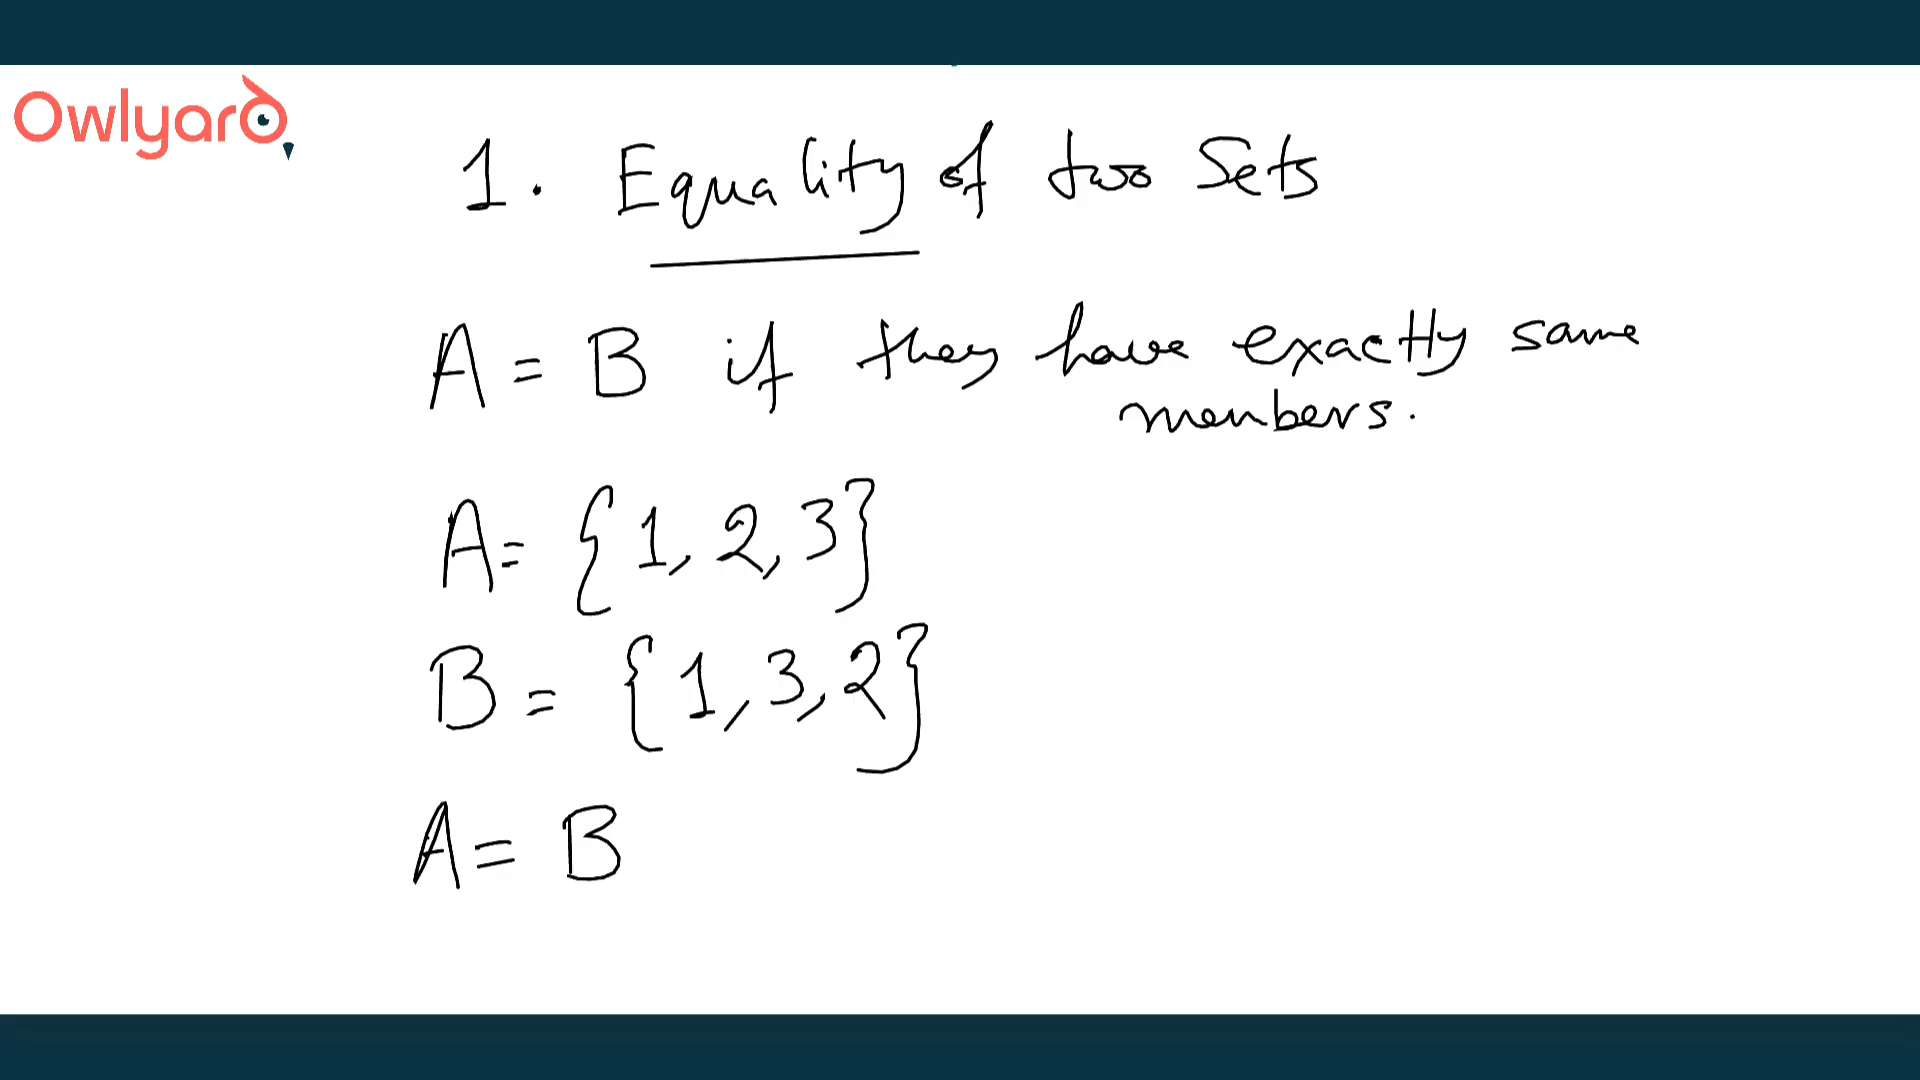 Owlyard
1. Equality of two Sets
A = B if they have exactly same
members.
A = {1, 2, 3}
B = {1, 3, 2}
A = B